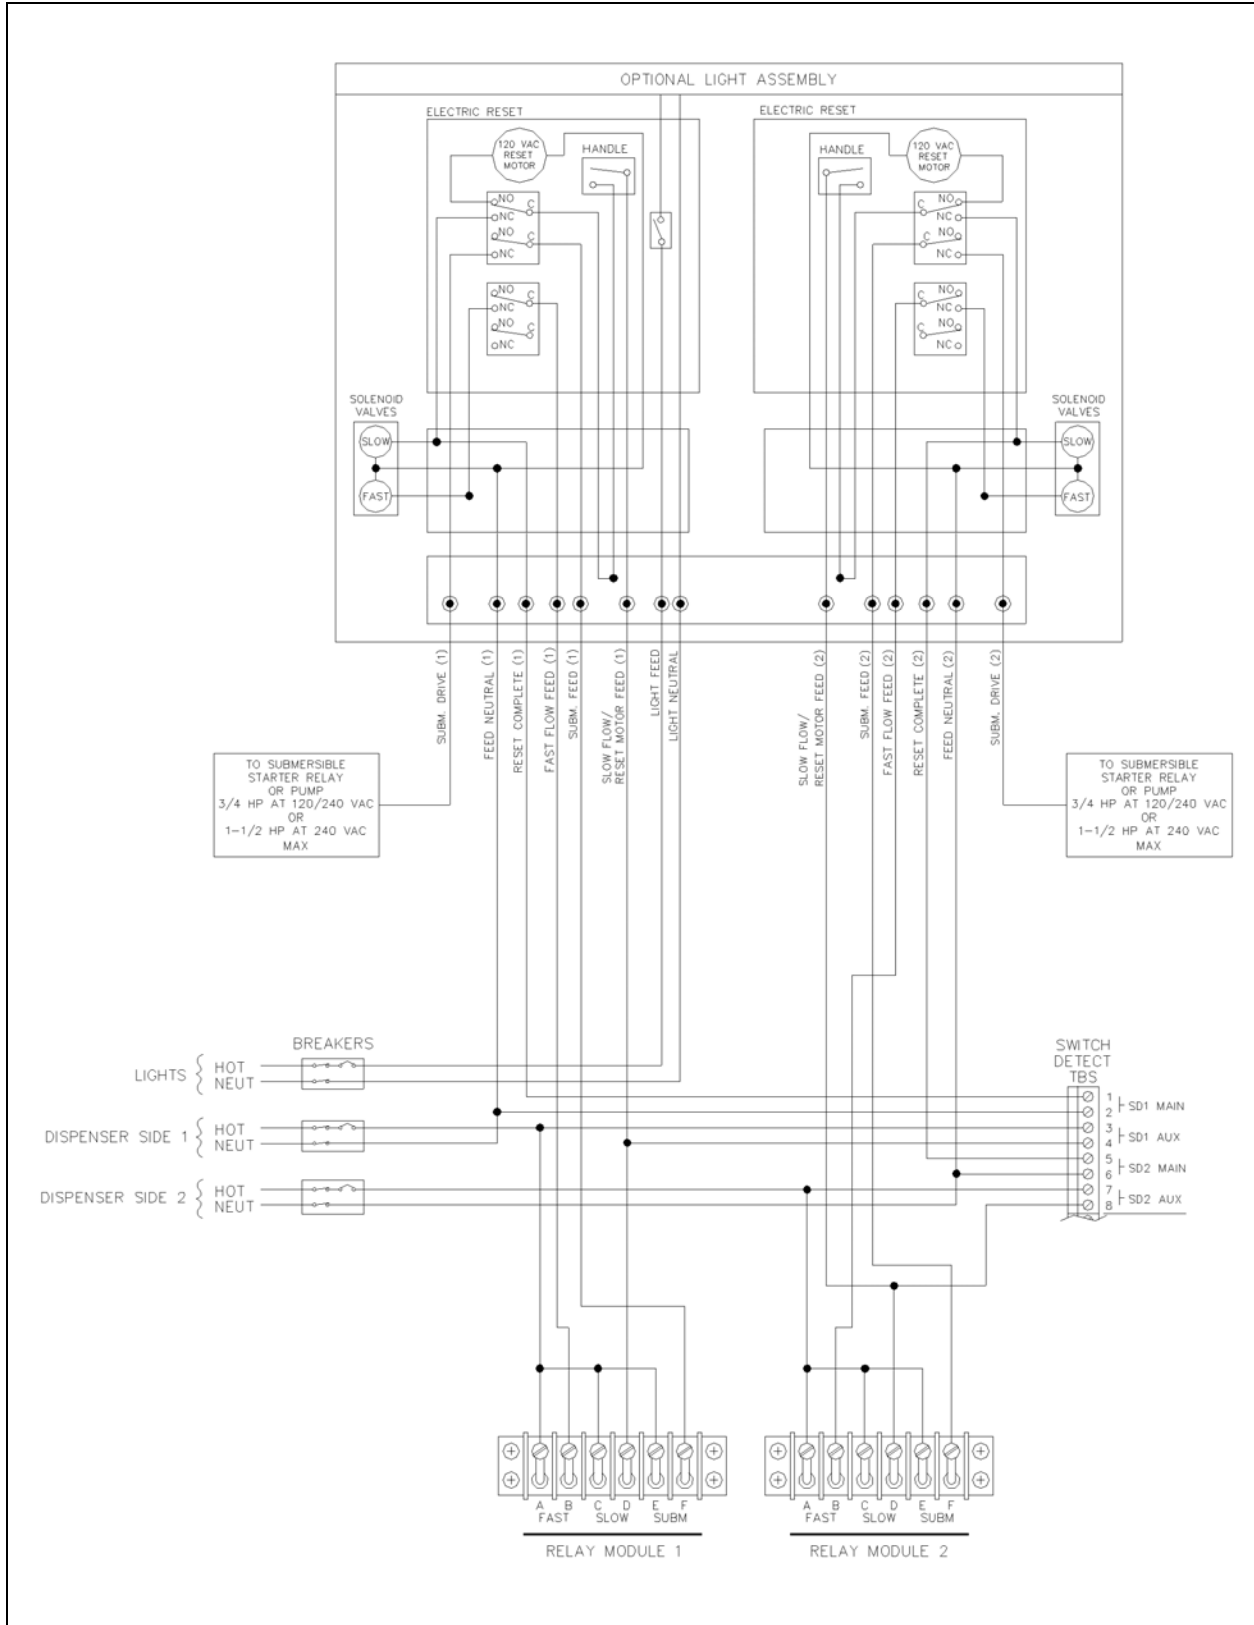 OPTIONAL LIGHT ASSEMBLY
ELECTRIC RESET
120 VAC
RESET
MOTOR
HANDLE
NO
C
NC
NO
C
NC
NO
C
NC
NO
C
NC
ELECTRIC RESET
HANDLE
120 VAC
RESET
MOTOR
NO
C
NC
NO
C
NC
NO
C
NC
NO
C
NC
SOLENOID
VALVES
SLOW
FAST
SOLENOID
VALVES
SLOW
FAST
SUBM. DRIVE (1)
FEED NEUTRAL (1)
RESET COMPLETE (1)
FAST FLOW FEED (1)
SUBM. FEED (1)
SLOW FLOW/
RESET MOTOR FEED (1)
LIGHT FEED
LIGHT NEUTRAL
SLOW FLOW/
RESET MOTOR FEED (2)
SUBM. FEED (2)
FAST FLOW FEED (2)
RESET COMPLETE (2)
FEED NEUTRAL (2)
SUBM. DRIVE (2)
TO SUBMERSIBLE
STARTER RELAY
OR PUMP
3/4 HP AT 120/240 VAC
OR
1-1/2 HP AT 240 VAC
MAX
TO SUBMERSIBLE
STARTER RELAY
OR PUMP
3/4 HP AT 120/240 VAC
OR
1-1/2 HP AT 240 VAC
MAX
BREAKERS
LIGHTS { HOT
NEUT
DISPENSER SIDE 1 { HOT
NEUT
DISPENSER SIDE 2 { HOT
NEUT
SWITCH
DETECT
TBS
1
2 SD1 MAIN
3
4 SD1 AUX
5
6 SD2 MAIN
7
8 SD2 AUX
A B C D E F
FAST SLOW SUBM
RELAY MODULE 1
A B C D E F
FAST SLOW SUBM
RELAY MODULE 2